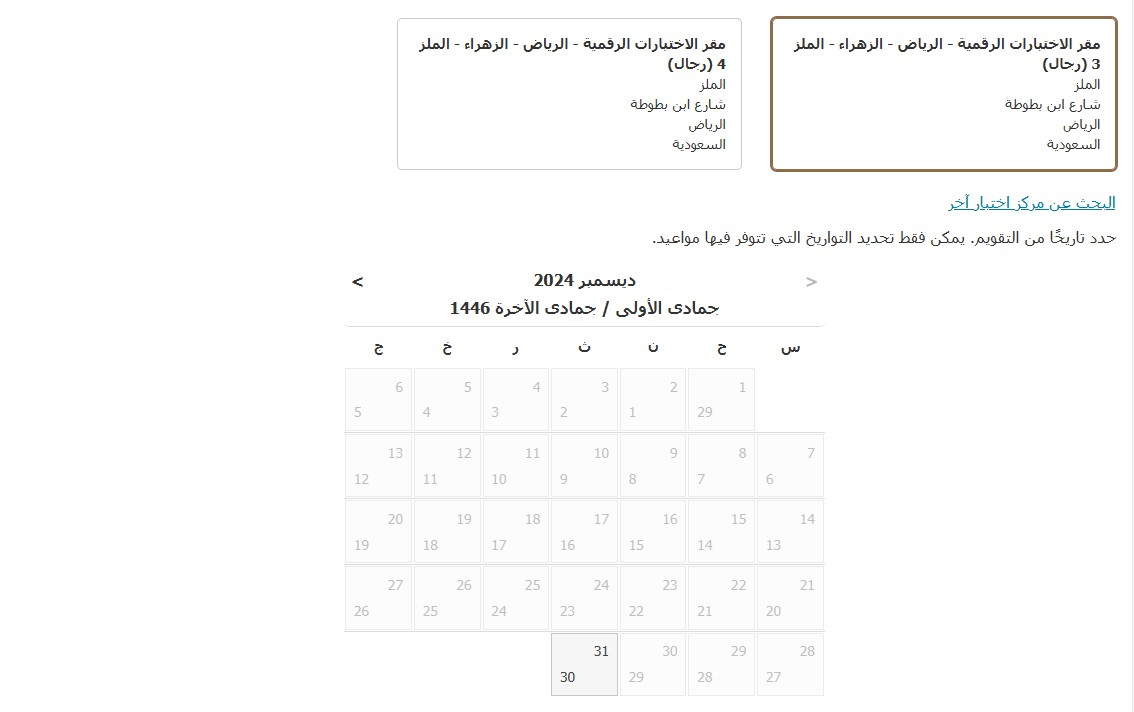 مقر الاختبارات الرقمية - الرياض - الزهراء - الملز
3 (رجال)
الملز
شارع ابن بطوطة
الرياض
السعودية
مقر الاختبارات الرقمية - الرياض - الزهراء - الملز
4 (رجال)
الملز
شارع ابن بطوطة
الرياض
السعودية
البحث عن مركز اختبار آخر
حدد تاريخًا من التقويم. يمكن فقط تحديد التواريخ التي تتوفر فيها مواعيد.
< ديسمبر 2024 >
جمادى الأولى / جمادى الآخرة 1446
س ح ن ث ر خ ج
1 2 3 4 5 6
29 1 2 3 4 5
7 8 9 10 11 12 13
6 7 8 9 10 11 12
14 15 16 17 18 19 20
13 14 15 16 17 18 19
21 22 23 24 25 26 27
20 21 22 23 24 25 26
28 29 30 31
27 28 29 30